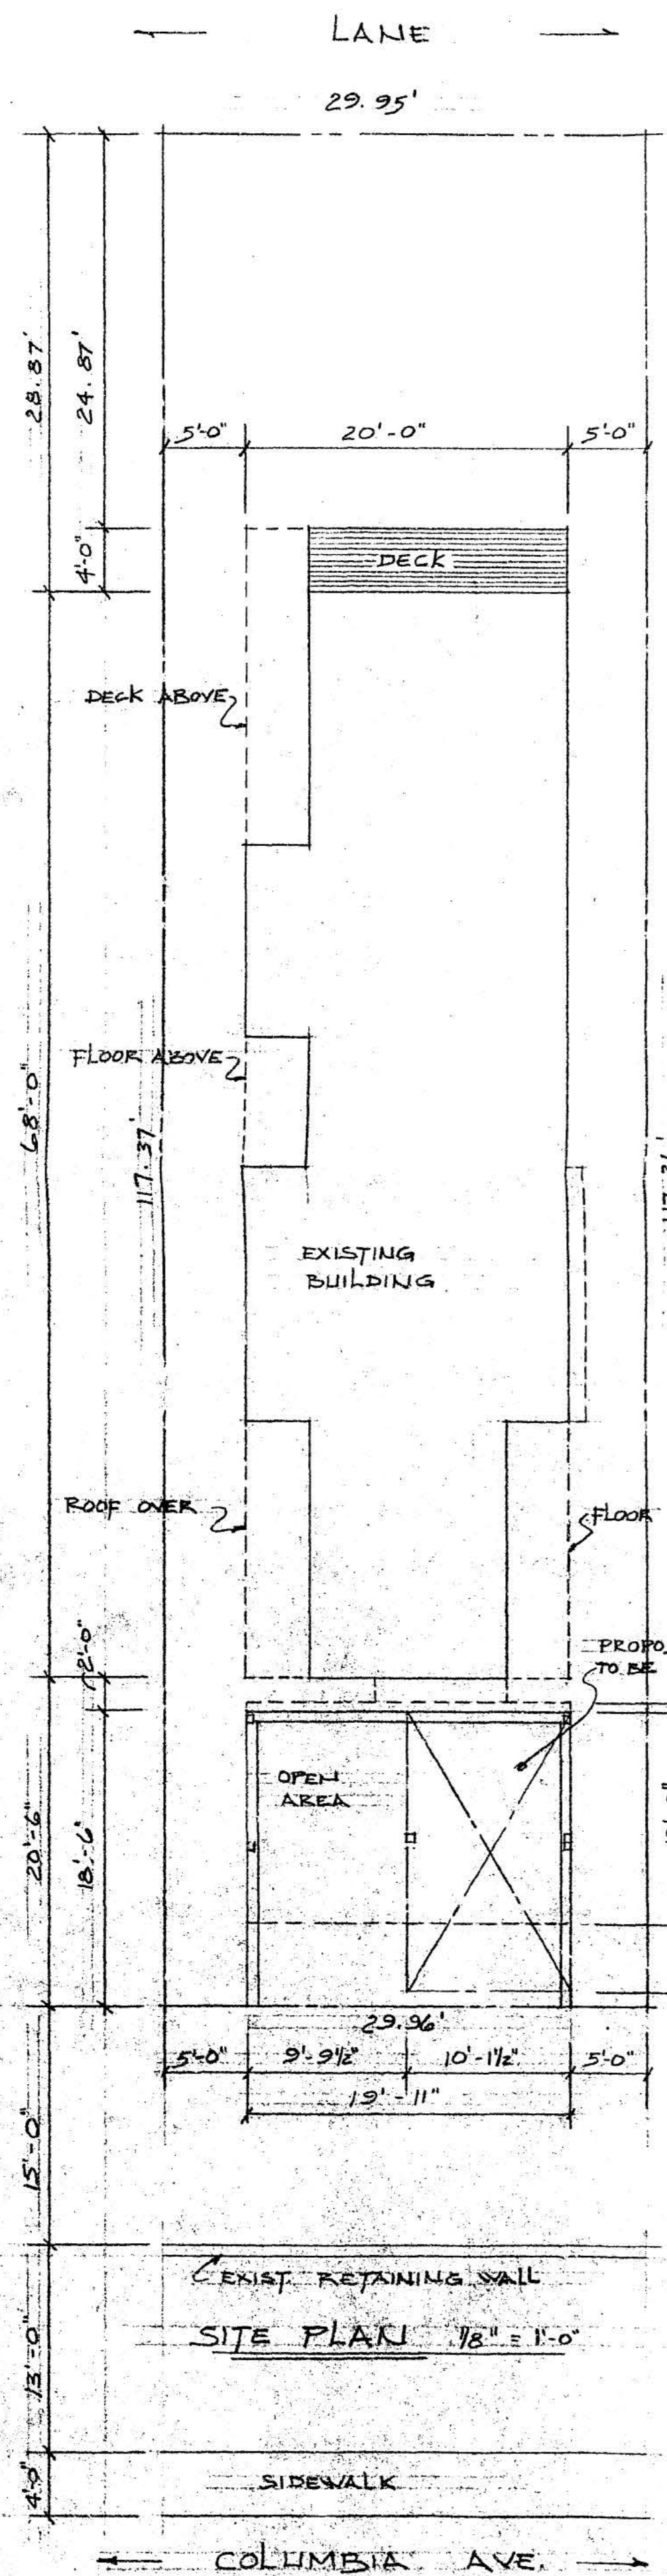 LANE
29.95'
28.87'
24.87'
5'-0"
20'-0"
5'-0"
4'-0"
DECK
DECK ABOVE
FLOOR ABOVE
68'-0"
117.37'
EXISTING
BUILDING
ROOF OVER
FLOOR
2'-0"
PROPO
TO BE
OPEN
AREA
20'-6"
18'-6"
29.96'
5'-0"
9'-9½"
10'-1½"
5'-0"
19'-11"
15'-0"
EXIST. RETAINING WALL
SITE PLAN 1/8" = 1'-0"
13'-0"
SIDEWALK
4'-0"
COLUMBIA AVE.